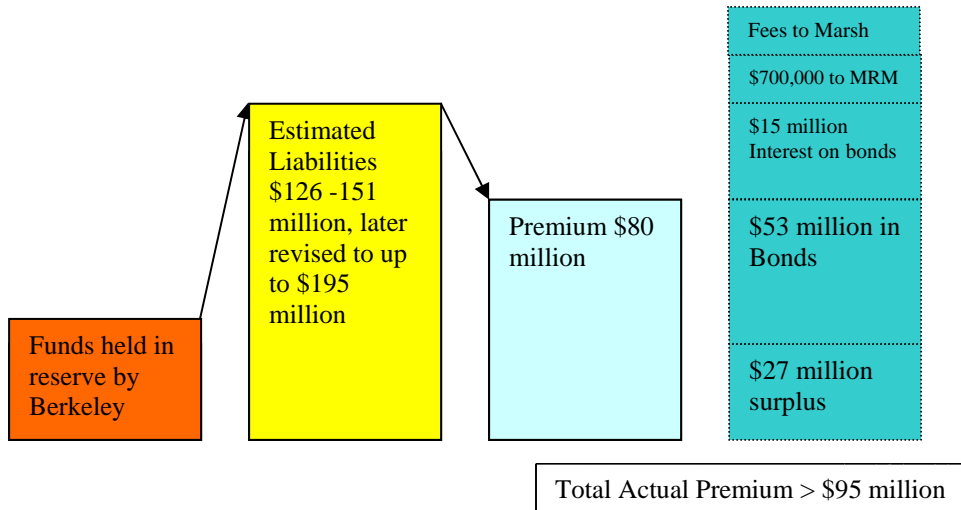 Funds held in
reserve by
Berkeley
Estimated
Liabilities
$126 -151
million, later
revised to up
to $195
million
Premium $80
million
Fees to Marsh
$700,000 to MRM
$15 million
Interest on bonds
$53 million in
Bonds
$27 million
surplus
Total Actual Premium > $95 million